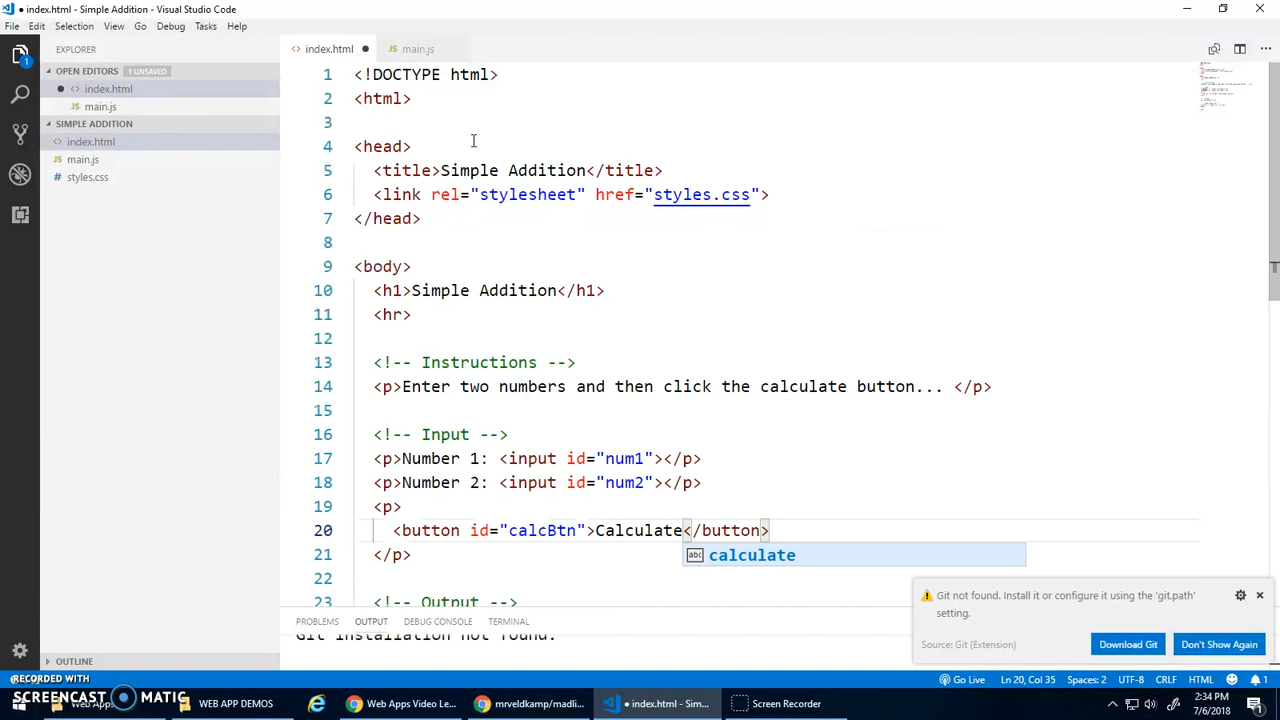 ● index.html - Simple Addition - Visual Studio Code
File Edit Selection View Go Debug Tasks Help
EXPLORER
index.html ●
main.js
OPEN EDITORS 1 UNSAVED
● index.html
main.js
SIMPLE ADDITION
index.html
main.js
styles.css
1 <!DOCTYPE html>
2 <html>
3
4 <head>
5 <title>Simple Addition</title>
6 <link rel="stylesheet" href="styles.css">
7 </head>
8
9 <body>
10 <h1>Simple Addition</h1>
11 <hr>
12
13 <!-- Instructions -->
14 <p>Enter two numbers and then click the calculate button... </p>
15
16 <!-- Input -->
17 <p>Number 1: <input id="num1"></p>
18 <p>Number 2: <input id="num2"></p>
19 <p>
20 <button id="calcBtn">Calculate</button>
abc calculate
21 </p>
22
23 <!-- Output -->
Git not found. Install it or configure it using the 'git.path'
setting.
Source: Git (Extension)
Download Git
Don't Show Again
PROBLEMS OUTPUT DEBUG CONSOLE TERMINAL
Git installation not found.
OUTLINE
Go Live Ln 20, Col 35 Spaces: 2 UTF-8 CRLF HTML 1
RECORDED WITH
SCREENCAST MATIC
WEB APP DEMOS
Web Apps Video Le...
mrveldkamp/madli...
● index.html - Sim...
Screen Recorder
2:34 PM
7/6/2018